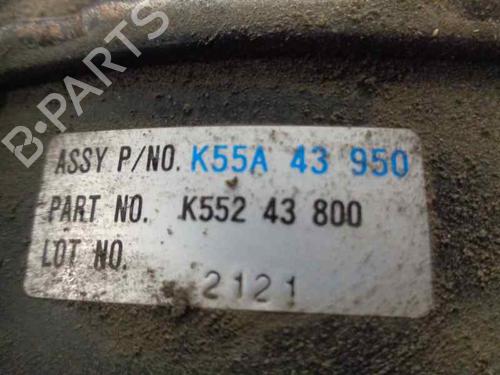 B-PARTS
ASSY P/NO. K55A 43 950
PART NO. K552 43 800
LOT NO.
2121